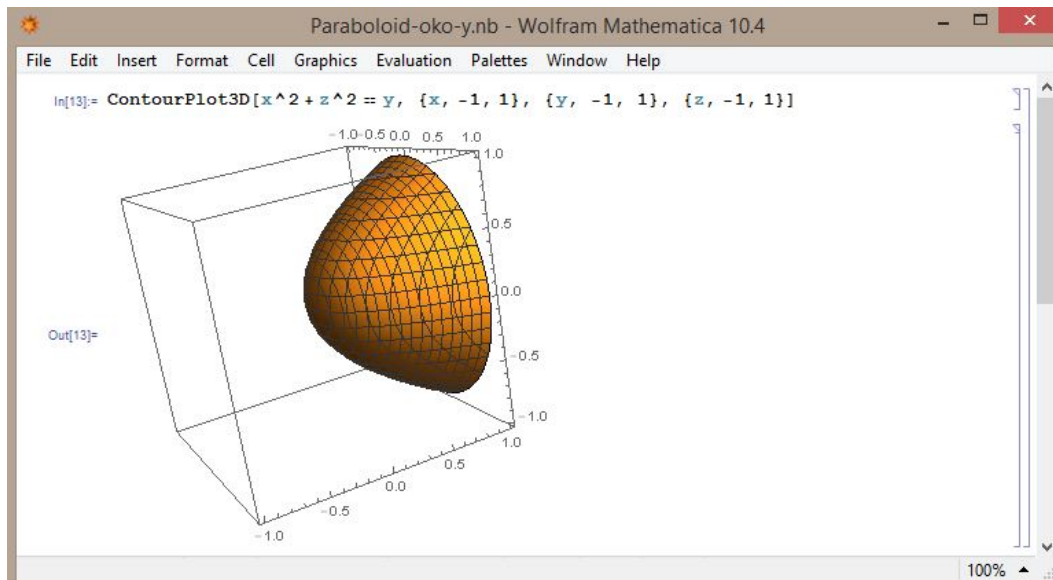 Paraboloid-oko-y.nb - Wolfram Mathematica 10.4
File Edit Insert Format Cell Graphics Evaluation Palettes Window Help
In[13]:= ContourPlot3D[x^2 + z^2 == y, {x, -1, 1}, {y, -1, 1}, {z, -1, 1}]
-1.0 -0.5 0.0 0.5 1.0
1.0
0.5
0.0
Out[13]=
-0.5
-1.0
1.0
0.5
0.0
-0.5
-1.0
100%